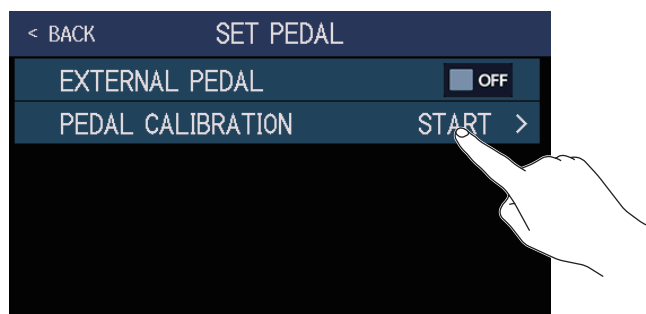 < BACK SET PEDAL
EXTERNAL PEDAL OFF
PEDAL CALIBRATION START >